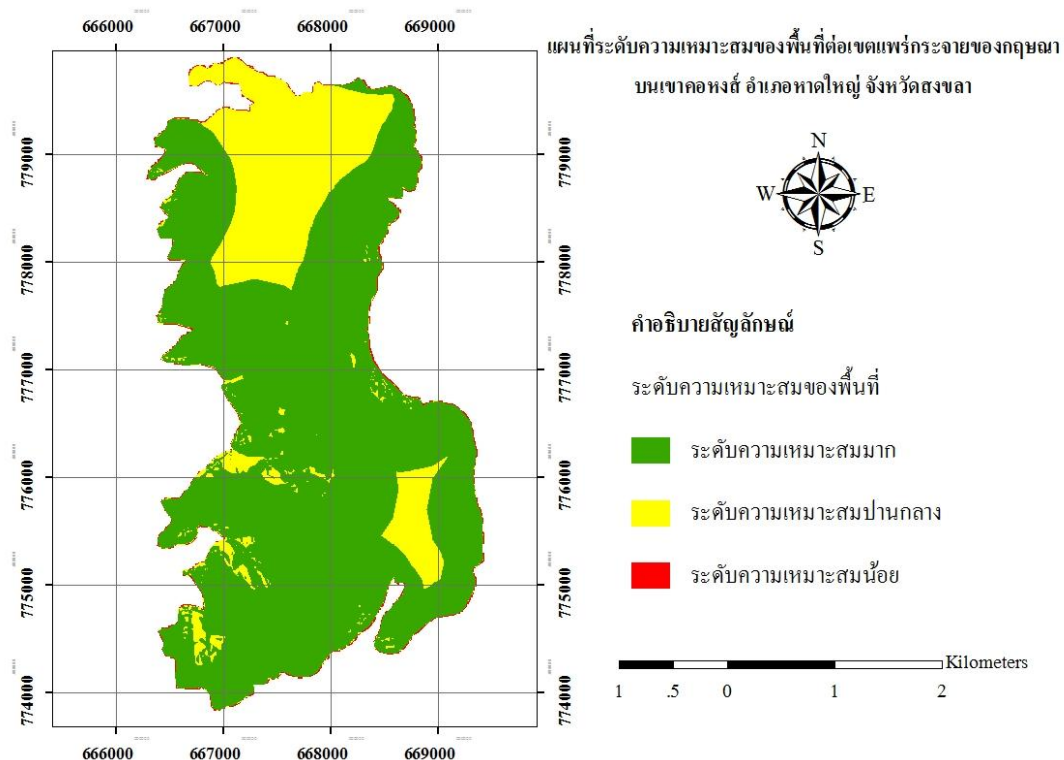 666000 667000 668000 669000
แผนที่ระดับความเหมาะสมของพื้นที่ต่อเขตแพร่กระจายของกฤษณา
บนเขาคอหงส์ อำเภอหาดใหญ่ จังหวัดสงขลา
N
W E
S
779000 779000
778000 778000
คำอธิบายสัญลักษณ์
777000 777000
ระดับความเหมาะสมของพื้นที่
ระดับความเหมาะสมมาก
776000 776000
ระดับความเหมาะสมปานกลาง
775000 775000
ระดับความเหมาะสมน้อย
Kilometers
1 .5 0 1 2
774000 774000
666000 667000 668000 669000